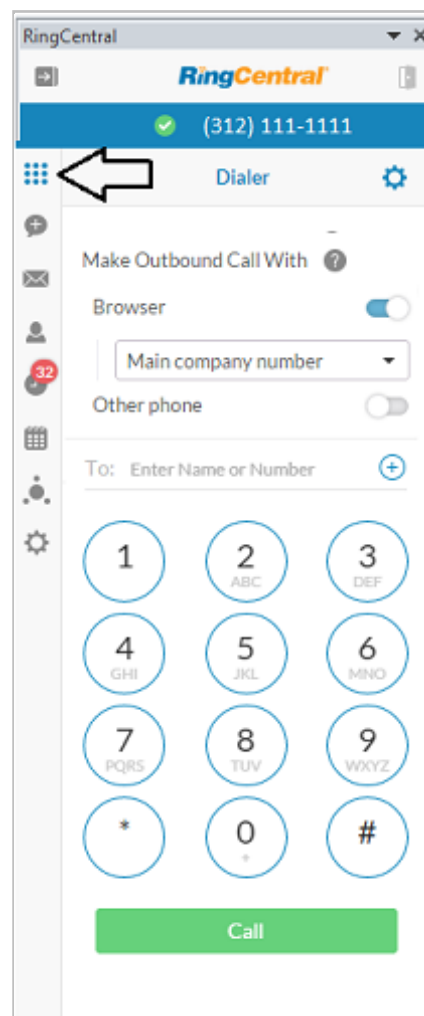 RingCentral
RingCentral
(312) 111-1111
Dialer
Make Outbound Call With ?
Browser
Main company number
32
Other phone
To: Enter Name or Number
1
2
3
ABC
DEF
4
5
6
GHI
JKL
MNO
7
8
9
PQRS
TUV
WXYZ
*
0
#
+
Call